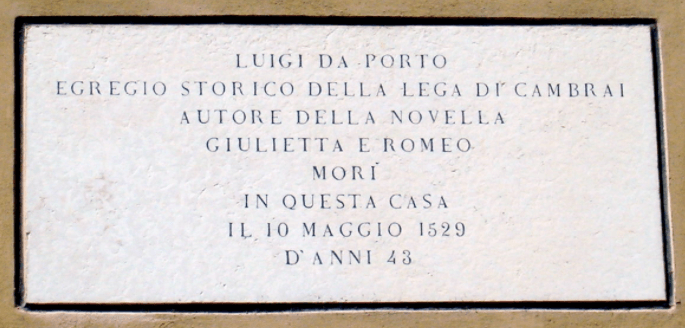 LUIGI DA PORTO
EGREGIO STORICO DELLA LEGA DI CAMBRAI
AUTORE DELLA NOVELLA
GIULIETTA E ROMEO
MORÌ
IN QUESTA CASA
IL 10 MAGGIO 1529
D'ANNI 43